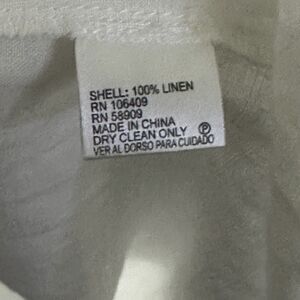 SHELL: 100% LINEN
RN 106409
RN 58909
MADE IN CHINA
DRY CLEAN ONLY Ⓟ
VER AL DORSO PARA CUIDADO